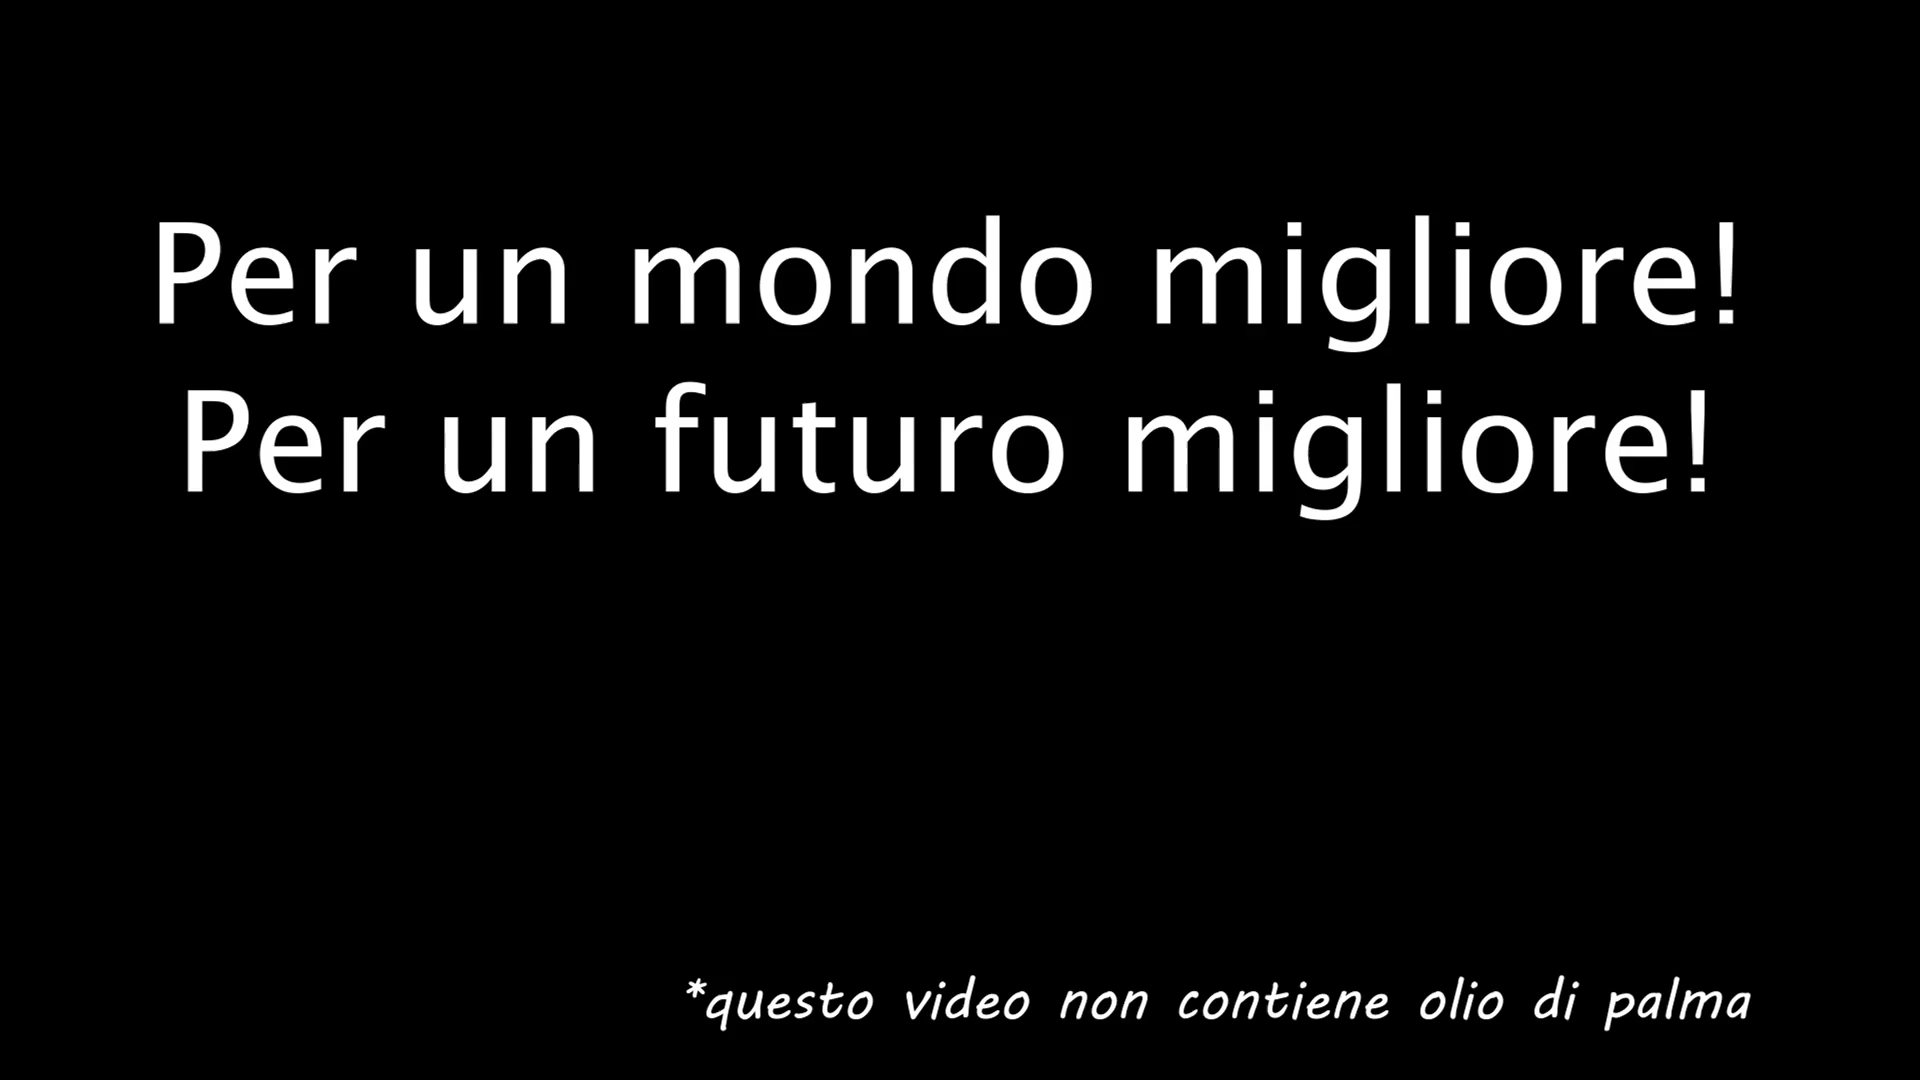 Per un mondo migliore!
Per un futuro migliore!
*questo video non contiene olio di palma